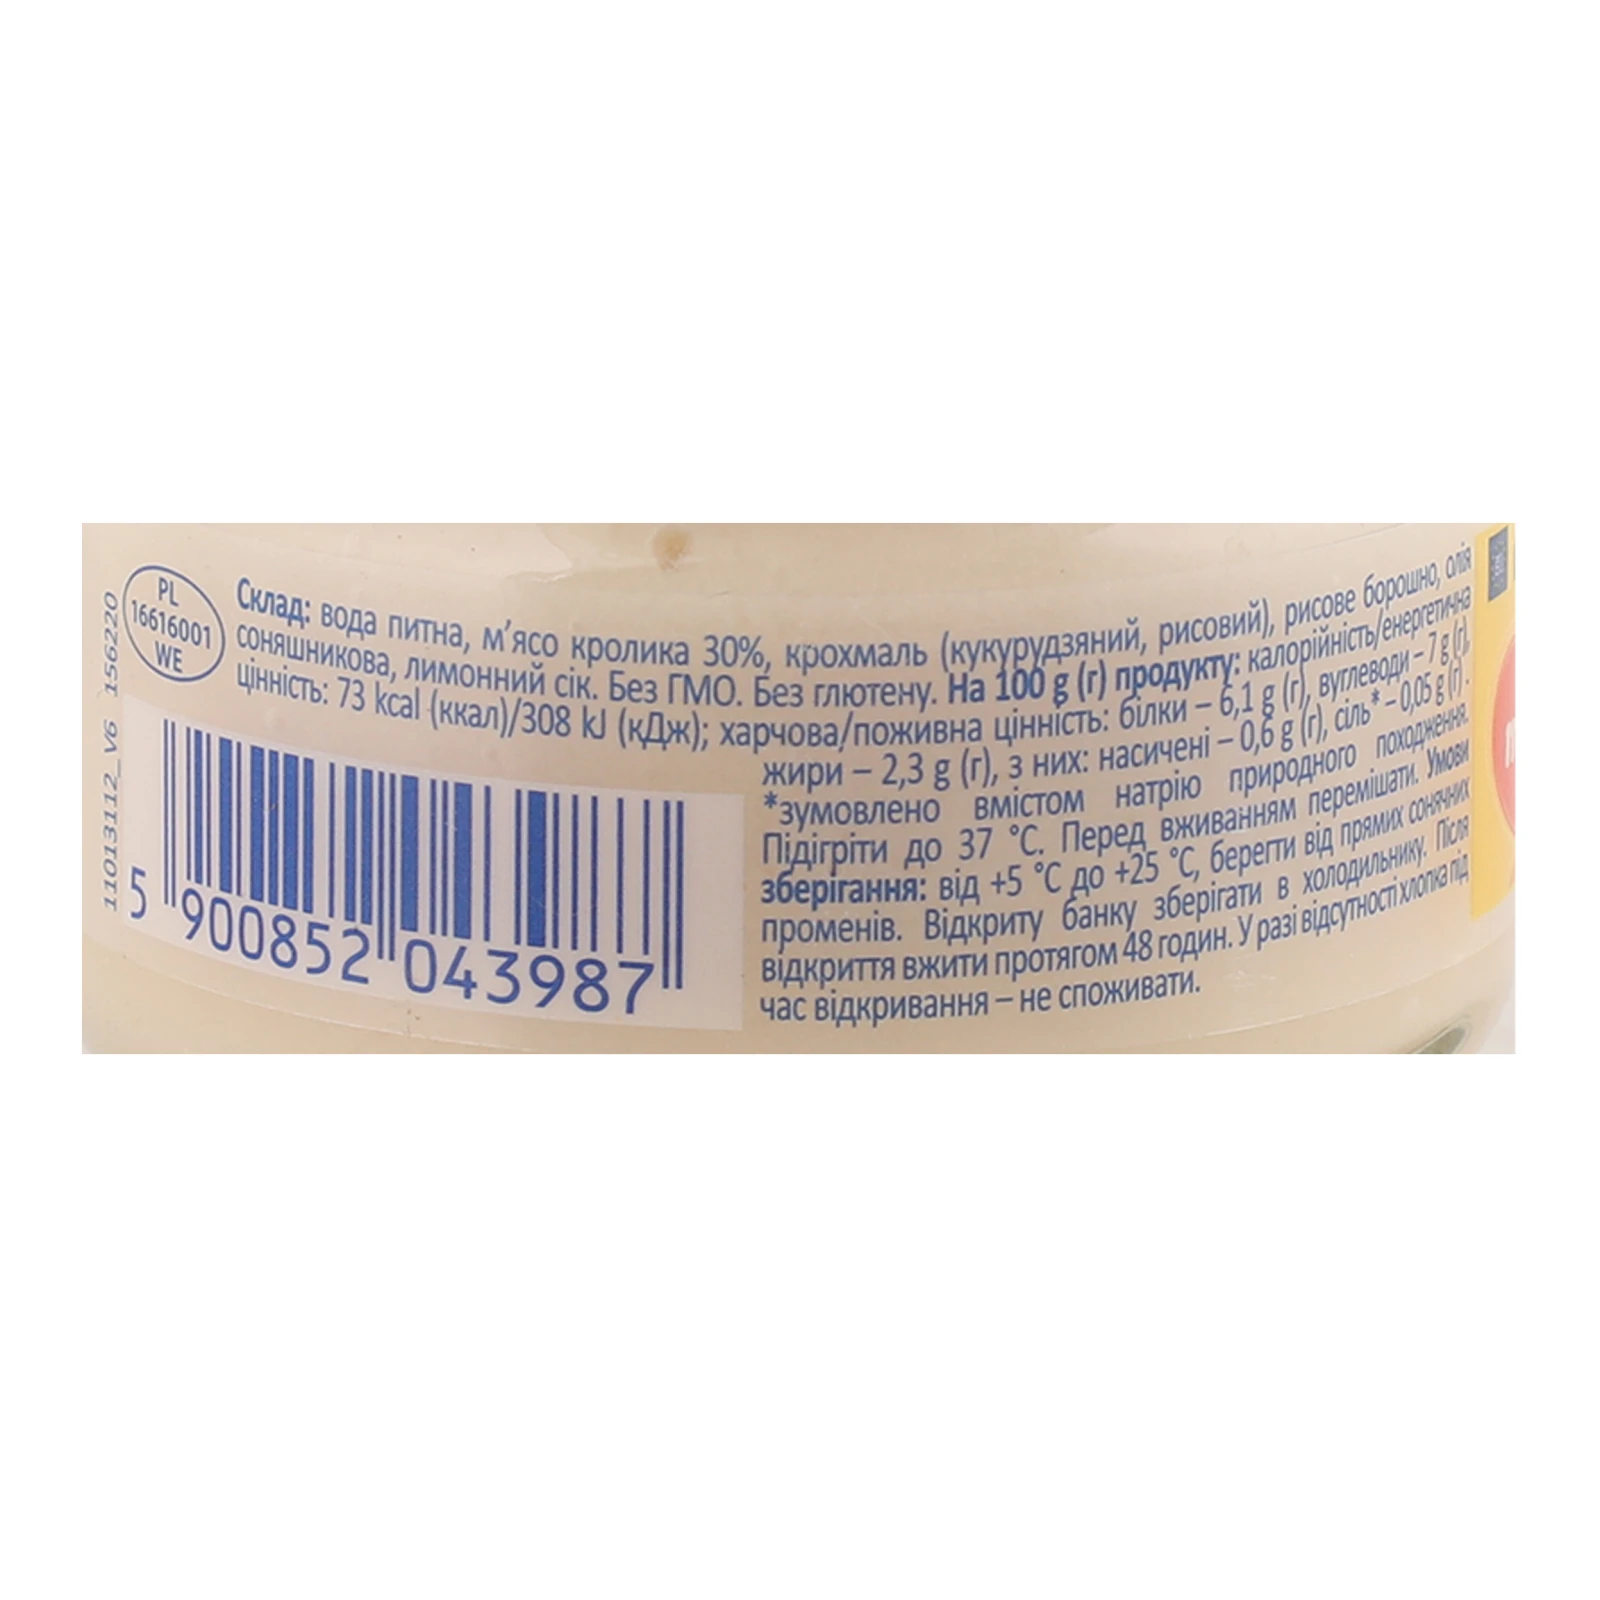 PL
16616001
WE
11013112_V6 156220
Склад: вода питна, м’ясо кролика 30%, крохмаль (кукурудзяний, рисовий), рисове борошно, олія
соняшникова, лимонний сік. Без ГМО. Без глютену. На 100 g (г) продукту: калорійність/енергетична
цінність: 73 kcal (ккал)/308 kJ (кДж); харчова/поживна цінність: білки – 6,1 g (г), вуглеводи – 7 g (г),
жири – 2,3 g (г), з них: насичені – 0,6 g (г), сіль* – 0,05 g (г) .
*зумовлено вмістом натрію природного походження.
Підігріти до 37 °C. Перед вживанням перемішати. Умови
зберігання: від +5 °C до +25 °C, берегти від прямих сонячних
променів. Відкриту банку зберігати в холодильнику. Після
відкриття вжити протягом 48 годин. У разі відсутності хлопка під
час відкривання – не споживати.
5 900852 043987